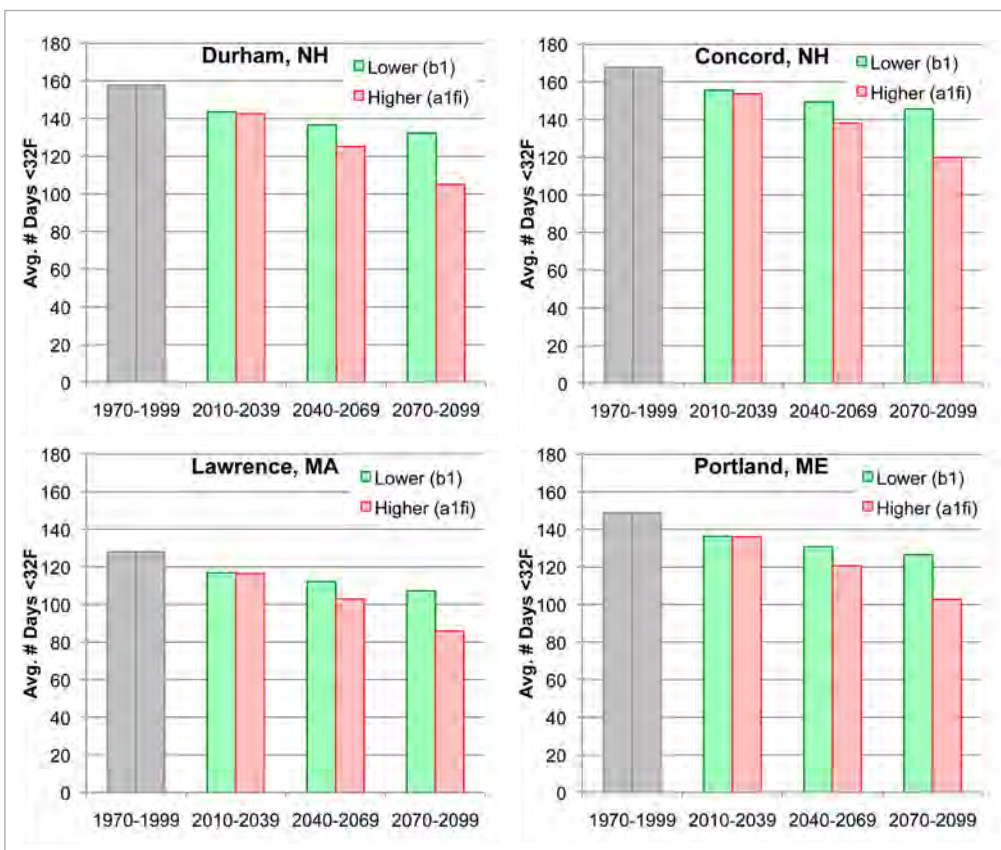 Durham, NH
Lower (b1)
Higher (a1fi)
Avg. # Days <32F
180
160
140
120
100
80
60
40
20
0
1970-1999 2010-2039 2040-2069 2070-2099
Concord, NH
Lower (b1)
Higher (a1fi)
Avg. # Days <32F
180
160
140
120
100
80
60
40
20
0
1970-1999 2010-2039 2040-2069 2070-2099
Lawrence, MA
Lower (b1)
Higher (a1fi)
Avg. # Days <32F
180
160
140
120
100
80
60
40
20
0
1970-1999 2010-2039 2040-2069 2070-2099
Portland, ME
Lower (b1)
Higher (a1fi)
Avg. # Days <32F
180
160
140
120
100
80
60
40
20
0
1970-1999 2010-2039 2040-2069 2070-2099